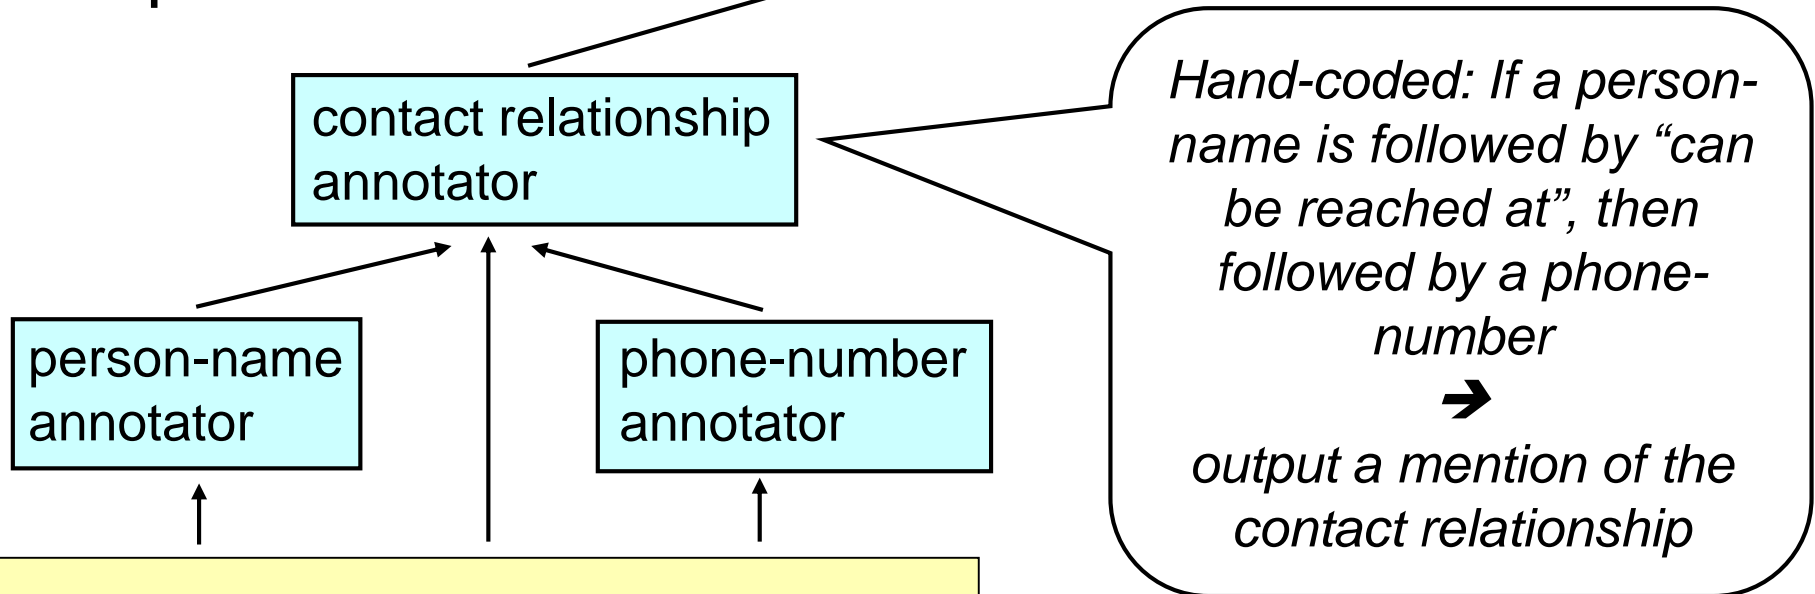 contact relationship
annotator
person-name
annotator
phone-number
annotator
Hand-coded: If a person-
name is followed by “can
be reached at”, then
followed by a phone-
number
➔
output a mention of the
contact relationship